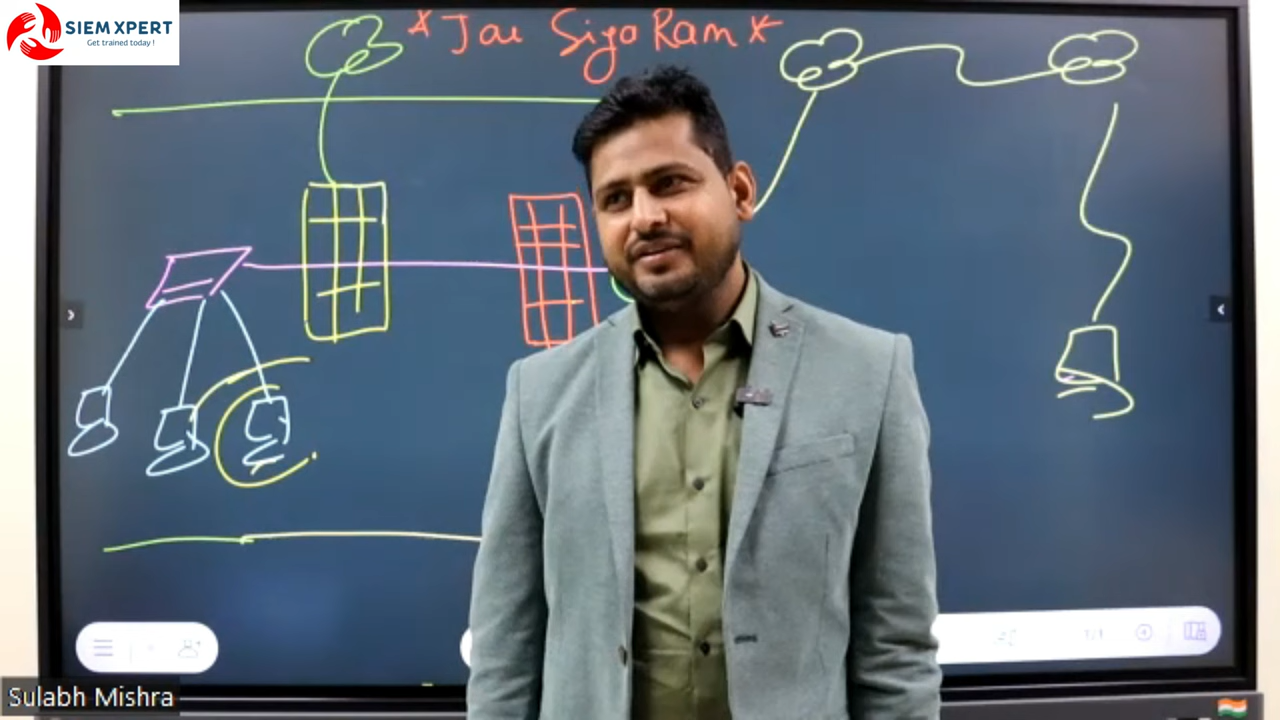 SIEM XPERT
Get trained today !
* Jai Siya Ram *
1/1
Sulabh Mishra